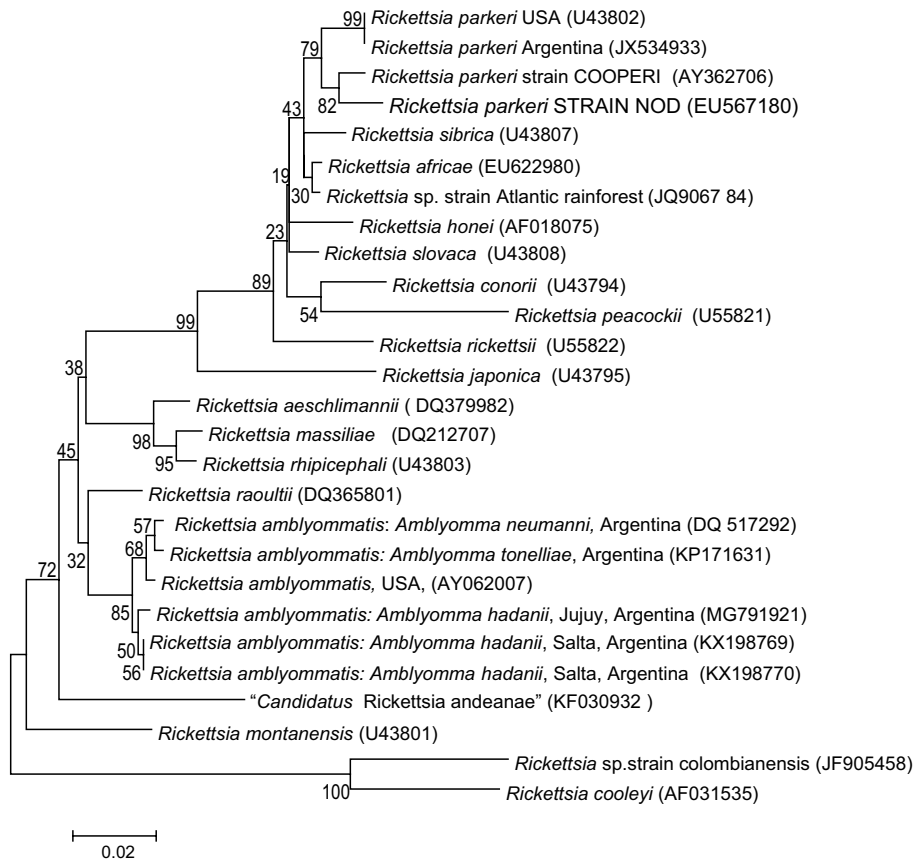 99 Rickettsia parkeri USA (U43802)
Rickettsia parkeri Argentina (JX534933)
79
Rickettsia parkeri strain COOPERI (AY362706)
82 Rickettsia parkeri STRAIN NOD (EU567180)
43
Rickettsia sibrica (U43807)
Rickettsia africae (EU622980)
19
30 Rickettsia sp. strain Atlantic rainforest (JQ9067 84)
Rickettsia honei (AF018075)
23
Rickettsia slovaca (U43808)
89
Rickettsia conorii (U43794)
54 Rickettsia peacockii (U55821)
99
Rickettsia rickettsii (U55822)
38
Rickettsia japonica (U43795)
Rickettsia aeschlimannii ( DQ379982)
98 Rickettsia massiliae (DQ212707)
45
95 Rickettsia rhipicephali (U43803)
Rickettsia raoultii (DQ365801)
57 Rickettsia amblyommatis: Amblyomma neumanni, Argentina (DQ 517292)
68 Rickettsia amblyommatis: Amblyomma tonelliae, Argentina (KP171631)
32
72 Rickettsia amblyommatis, USA, (AY062007)
85 Rickettsia amblyommatis: Amblyomma hadanii, Jujuy, Argentina (MG791921)
50 Rickettsia amblyommatis: Amblyomma hadanii, Salta, Argentina (KX198769)
56 Rickettsia amblyommatis: Amblyomma hadanii, Salta, Argentina (KX198770)
“Candidatus Rickettsia andeanae” (KF030932 )
Rickettsia montanensis (U43801)
Rickettsia sp.strain colombianensis (JF905458)
100 Rickettsia cooleyi (AF031535)
0.02